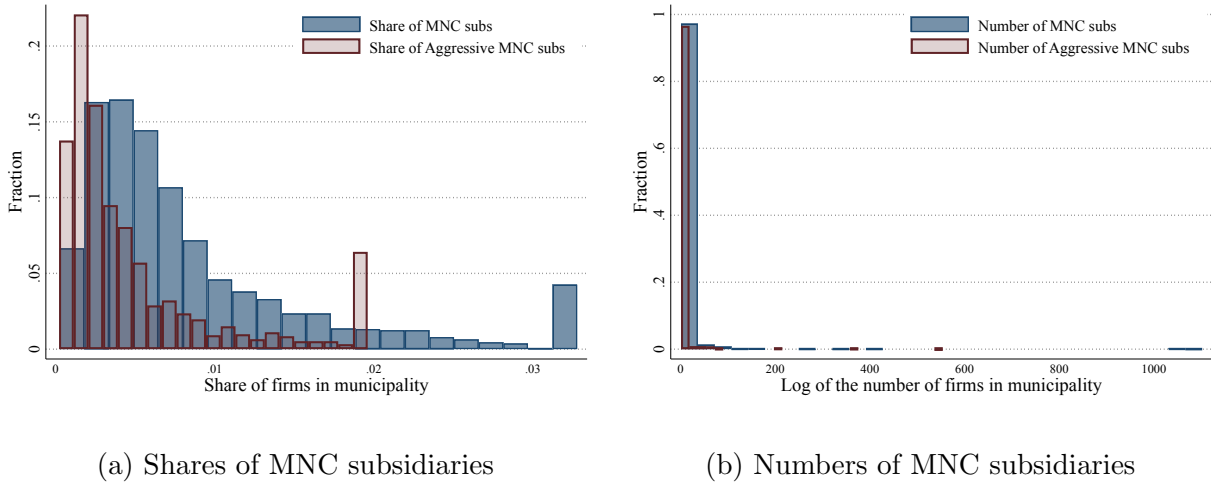 Share of MNC subs
Share of Aggressive MNC subs
Fraction
.2
.15
.1
.05
0
0
.01
.02
.03
Share of firms in municipality
(a) Shares of MNC subsidiaries
Number of MNC subs
Number of Aggressive MNC subs
Fraction
1
.8
.6
.4
.2
0
0
200
400
600
800
1000
Log of the number of firms in municipality
(b) Numbers of MNC subsidiaries